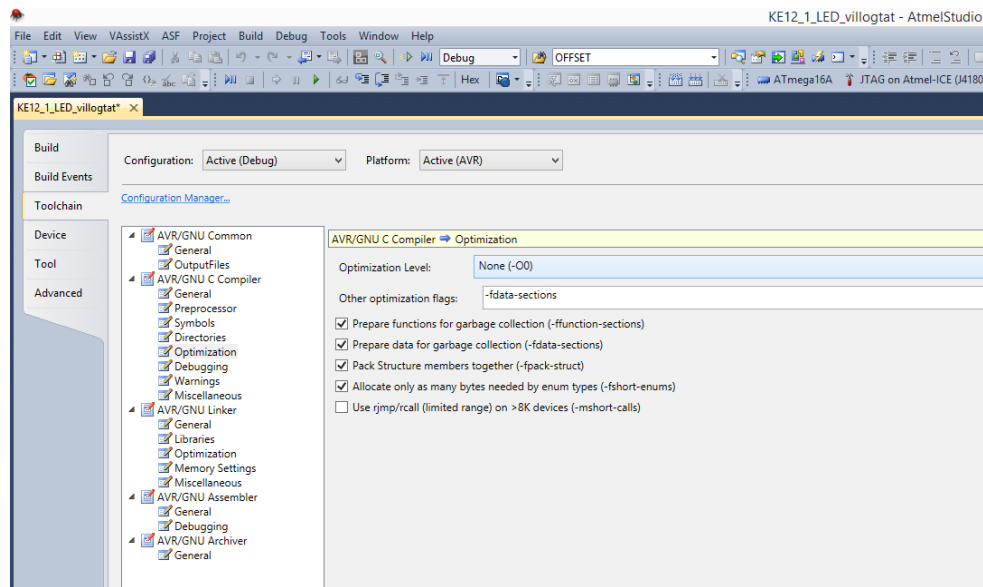 KE12_1_LED_villogtat - AtmelStudio
File Edit View VAssistX ASF Project Build Debug Tools Window Help
Debug OFFSET
Hex ATmega16A JTAG on Atmel-ICE (J4180
KE12_1_LED_villogtat* ×
Build
Build Events
Toolchain
Device
Tool
Advanced
Configuration: Active (Debug) Platform: Active (AVR)
Configuration Manager...
AVR/GNU Common
General
OutputFiles
AVR/GNU C Compiler
General
Preprocessor
Symbols
Directories
Optimization
Debugging
Warnings
Miscellaneous
AVR/GNU Linker
General
Libraries
Optimization
Memory Settings
Miscellaneous
AVR/GNU Assembler
General
Debugging
AVR/GNU Archiver
General
AVR/GNU C Compiler ➡ Optimization
Optimization Level: None (-O0)
Other optimization flags: -fdata-sections
Prepare functions for garbage collection (-ffunction-sections)
Prepare data for garbage collection (-fdata-sections)
Pack Structure members together (-fpack-struct)
Allocate only as many bytes needed by enum types (-fshort-enums)
Use rjmp/rcall (limited range) on >8K devices (-mshort-calls)